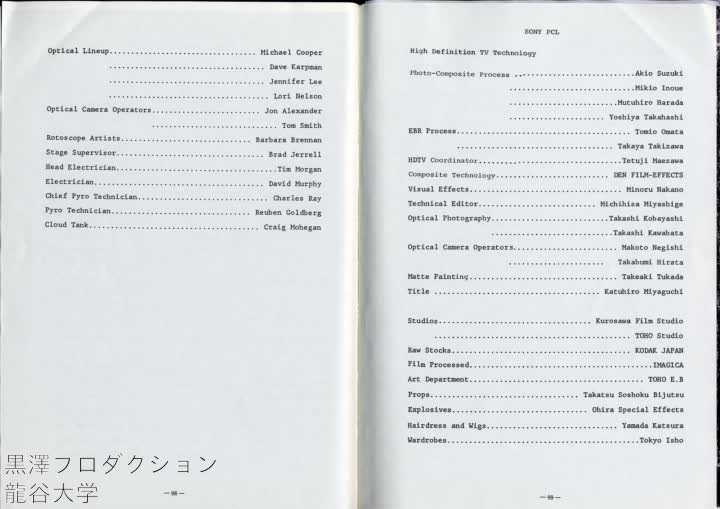 Optical Lineup................................. Michael Cooper
.................................... Dave Karpman
.................................... Jennifer Lee
.................................... Lori Nelson
Optical Camera Operators......................... Jon Alexander
............................ Tom Smith
Rotoscope Artists.............................. Barbara Brennan
Stage Supervisor.................................. Brad Jerrell
Head Electrician....................................Tim Morgan
Electrician....................................... David Murphy
Chief Pyro Technician............................. Charles Ray
Pyro Technician................................ Reuben Goldberg
Cloud Tank....................................... Craig Mohegan
黒澤プロダクション
龍谷大学
—98—
SONY PCL
High Definition TV Technology
Photo-Composite Process ...........................Akio Suzuki
............................Mikio Inoue
.........................Mutuhiro Harada
...................... Yoshiya Takahashi
EBR Process....................................... Tomio Omata
................................... Takaya Takizawa
HDTV Coordinator................................Tetuji Maezawa
Composite Technology........................... DEN FILM-EFFECTS
Visual Effects................................... Minoru Nakano
Technical Editor............................Michihisa Miyashige
Optical Photography...........................Takashi Kobayashi
...........................Takashi Kawabata
Optical Camera Operators........................ Makoto Negishi
...................... Takabumi Hirata
Matte Painting.................................. Takeaki Tukada
Title ...................................... Katuhiro Miyaguchi
Studios................................... Kurosawa Film Studio
............................................. TOHO Studio
Raw Stocks......................................... KODAK JAPAN
Film Processed..........................................IMAGICA
Art Department........................................ TOHO E.B
Props.................................. Takatsu Soshoku Bijutsu
Explosives................................ Ohira Special Effects
Hairdress and Wigs............................... Yamada Katsura
Wardrobes............................................Tokyo Isho
—99—